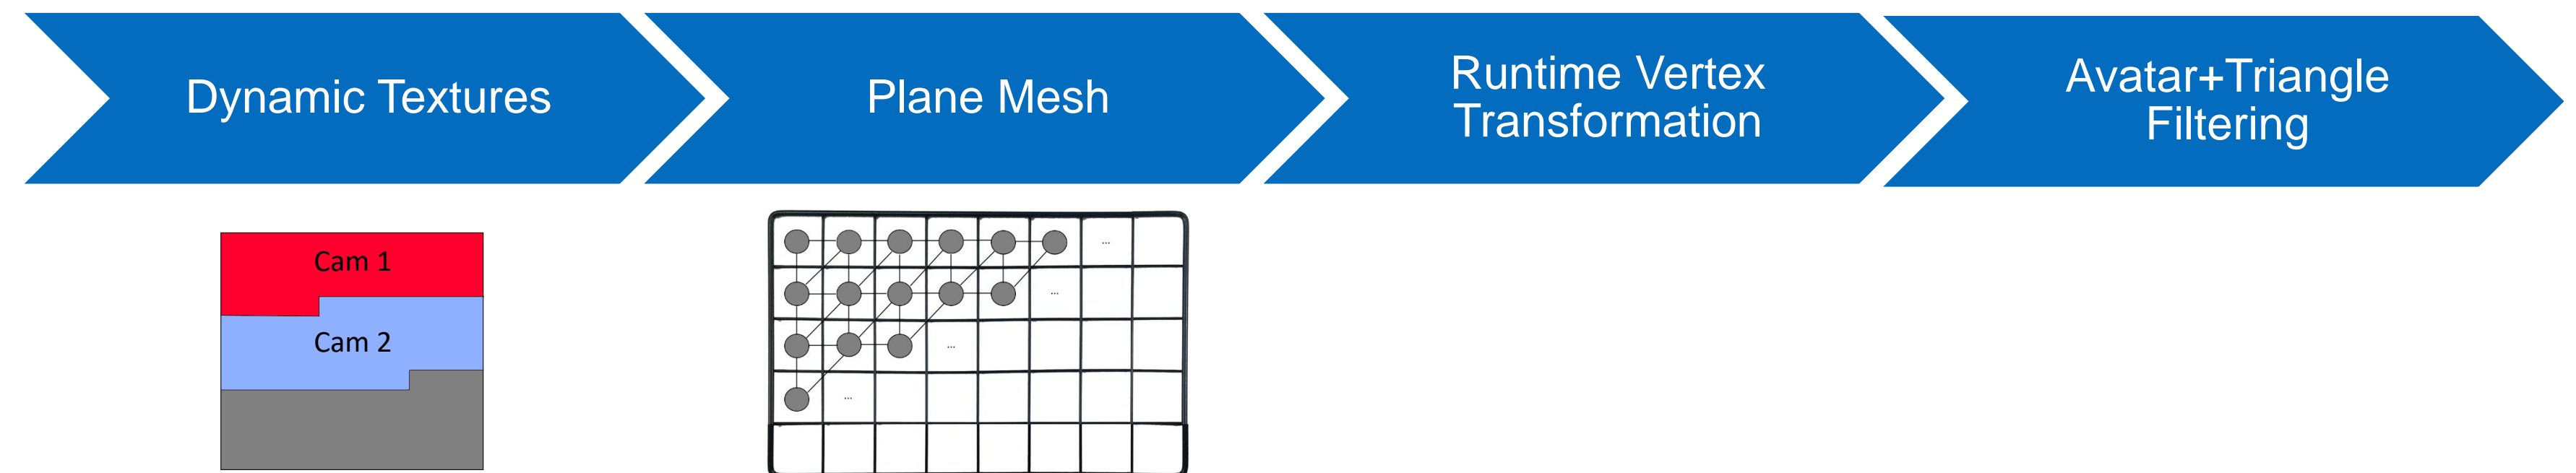 Dynamic Textures
Plane Mesh
Runtime Vertex
Transformation
Avatar+Triangle
Filtering
Cam 1
Cam 2
...
...
...
...